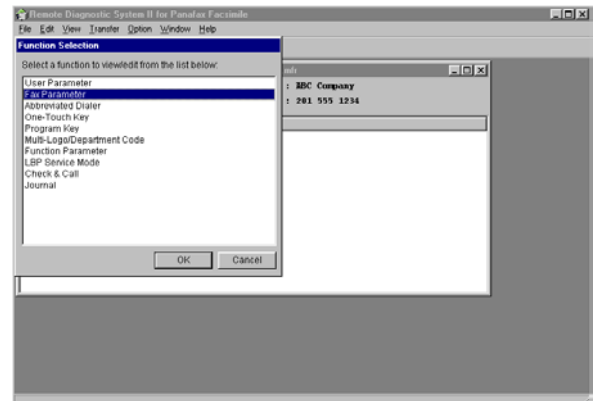 Remote Diagnostic System II for Panafax Facsimile
File Edit View Transfer Option Window Help
Function Selection
Select a function to view/edit from the list below:
User Parameter
Fax Parameter
Abbreviated Dialer
One-Touch Key
Program Key
Multi-Logo/Department Code
Function Parameter
LBP Service Mode
Check & Call
Journal
OK Cancel
: ABC Company
: 201 555 1234